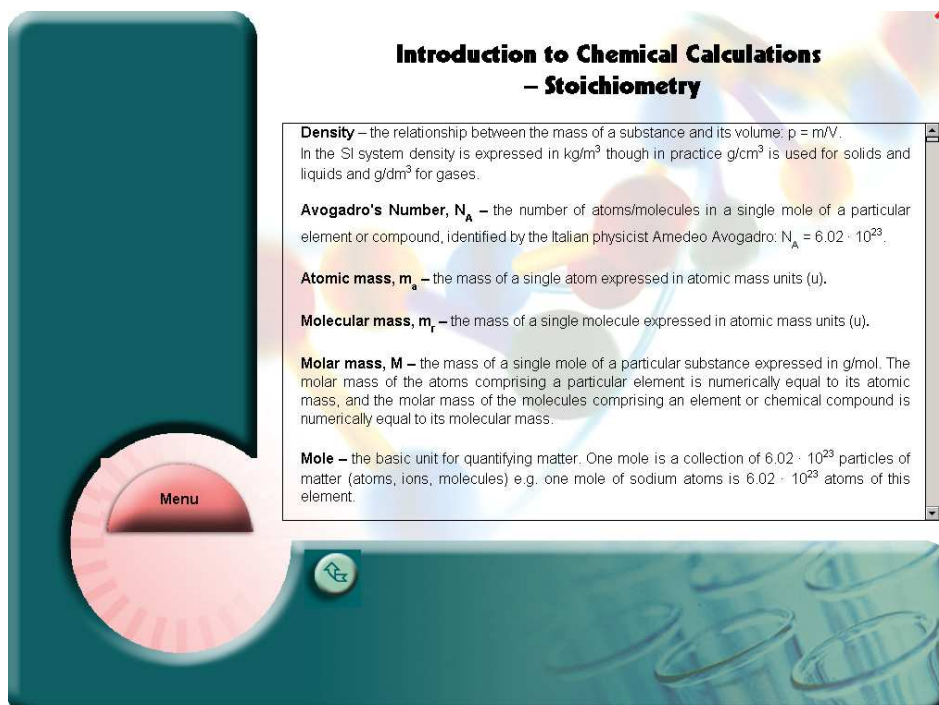 Introduction to Chemical Calculations
– Stoichiometry
Density – the relationship between the mass of a substance and its volume: p = m/V.
In the SI system density is expressed in kg/m³ though in practice g/cm³ is used for solids and
liquids and g/dm³ for gases.
Avogadro's Number, N_A – the number of atoms/molecules in a single mole of a particular
element or compound, identified by the Italian physicist Amedeo Avogadro: N_A = 6.02 · 10²³.
Atomic mass, m_a – the mass of a single atom expressed in atomic mass units (u).
Molecular mass, m_r – the mass of a single molecule expressed in atomic mass units (u).
Molar mass, M – the mass of a single mole of a particular substance expressed in g/mol. The
molar mass of the atoms comprising a particular element is numerically equal to its atomic
mass, and the molar mass of the molecules comprising an element or chemical compound is
numerically equal to its molecular mass.
Mole – the basic unit for quantifying matter. One mole is a collection of 6.02 · 10²³ particles of
matter (atoms, ions, molecules) e.g. one mole of sodium atoms is 6.02 · 10²³ atoms of this
element.
Menu